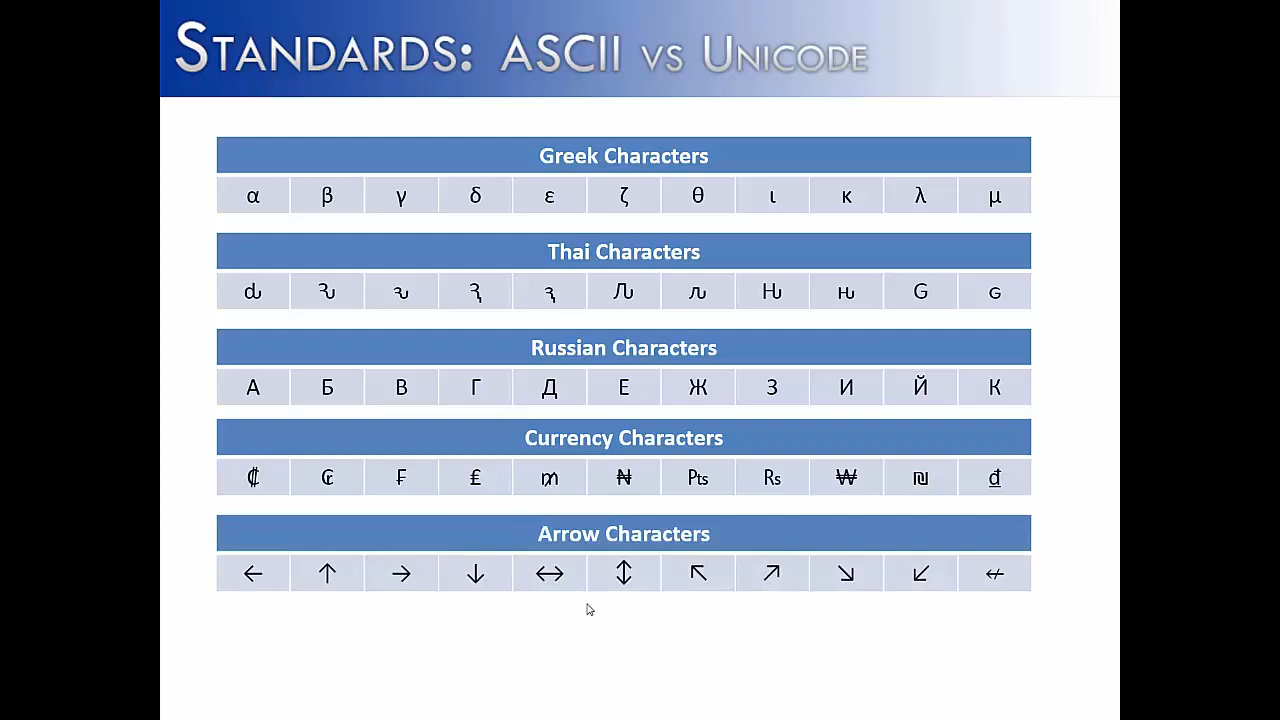 STANDARDS: ASCII VS UNICODE
Greek Characters
α β γ δ ε ζ θ ι κ λ μ
Thai Characters
ԃ Ԅ ԅ Ԇ ԇ Ԉ ԉ Ԋ ԋ Ԍ ԍ
Russian Characters
А Б В Г Д Е Ж З И Й К
Currency Characters
₡ ₢ ₣ ₤ ₥ ₦ ₧ ₨ ₩ ₪ ₫
Arrow Characters
← ↑ → ↓ ↔ ↕ ↖ ↗ ↘ ↙ ↚